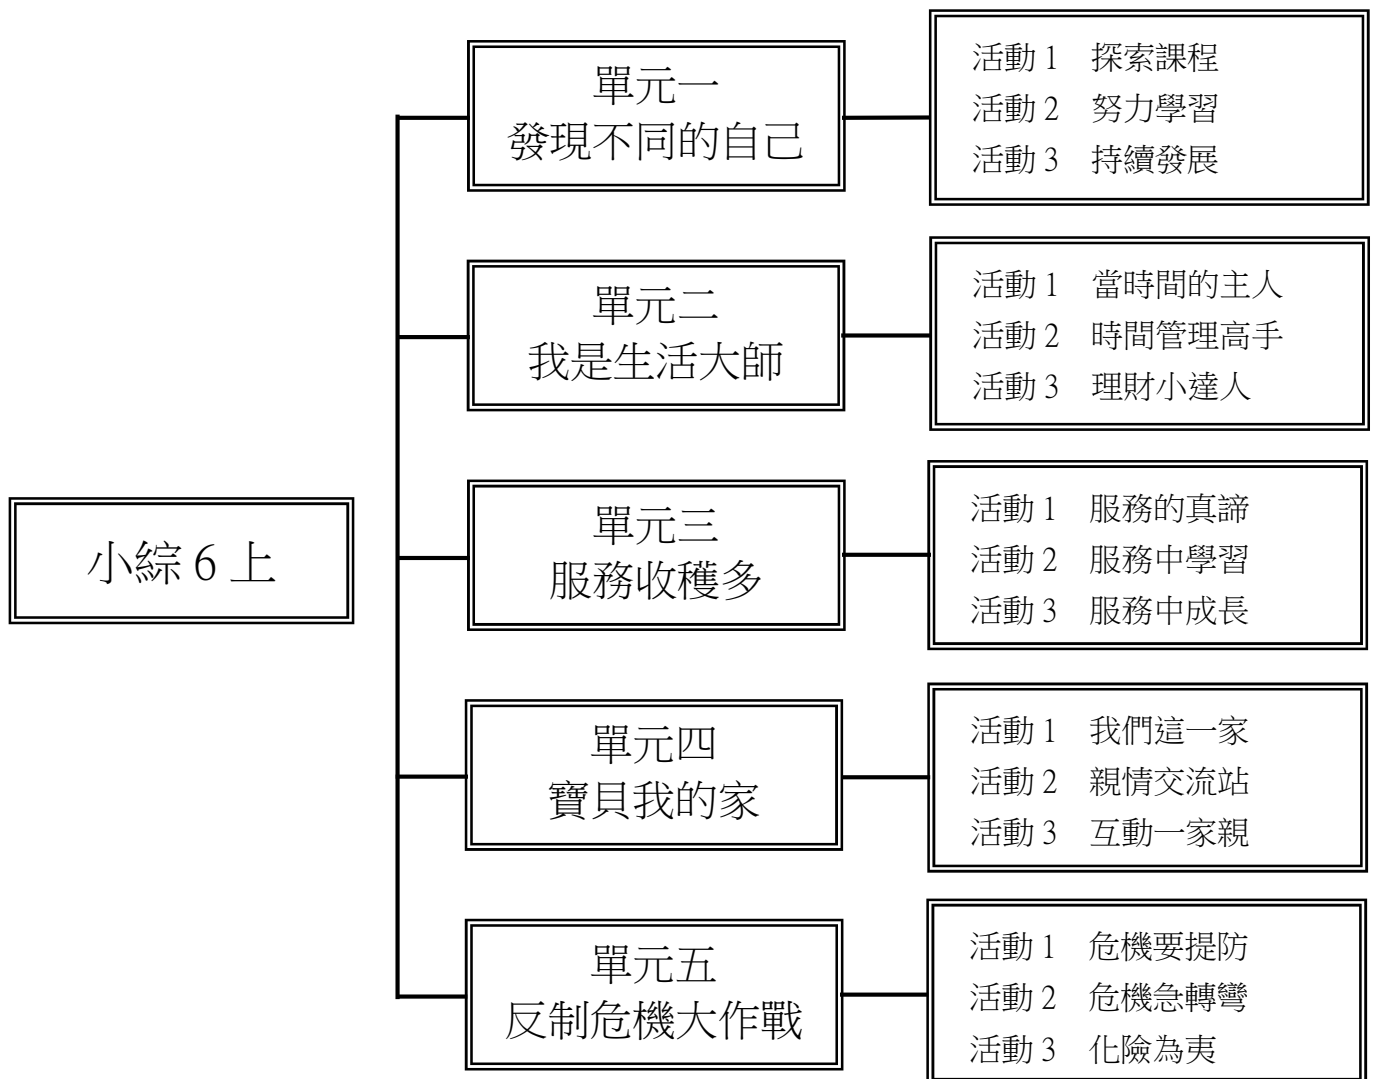 小綜 6 上
單元一
發現不同的自己
活動 1 探索課程
活動 2 努力學習
活動 3 持續發展
單元二
我是生活大師
活動 1 當時間的主人
活動 2 時間管理高手
活動 3 理財小達人
單元三
服務收穫多
活動 1 服務的真諦
活動 2 服務中學習
活動 3 服務中成長
單元四
寶貝我的家
活動 1 我們這一家
活動 2 親情交流站
活動 3 互動一家親
單元五
反制危機大作戰
活動 1 危機要提防
活動 2 危機急轉彎
活動 3 化險為夷